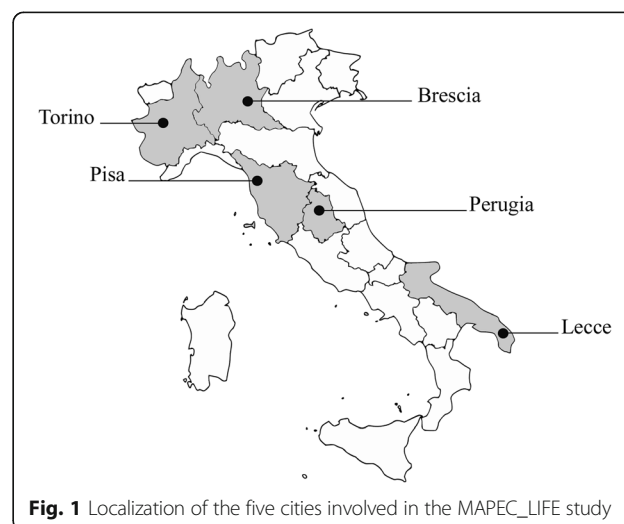 Brescia
Torino
Pisa
Perugia
Lecce
Fig. 1 Localization of the five cities involved in the MAPEC_LIFE study